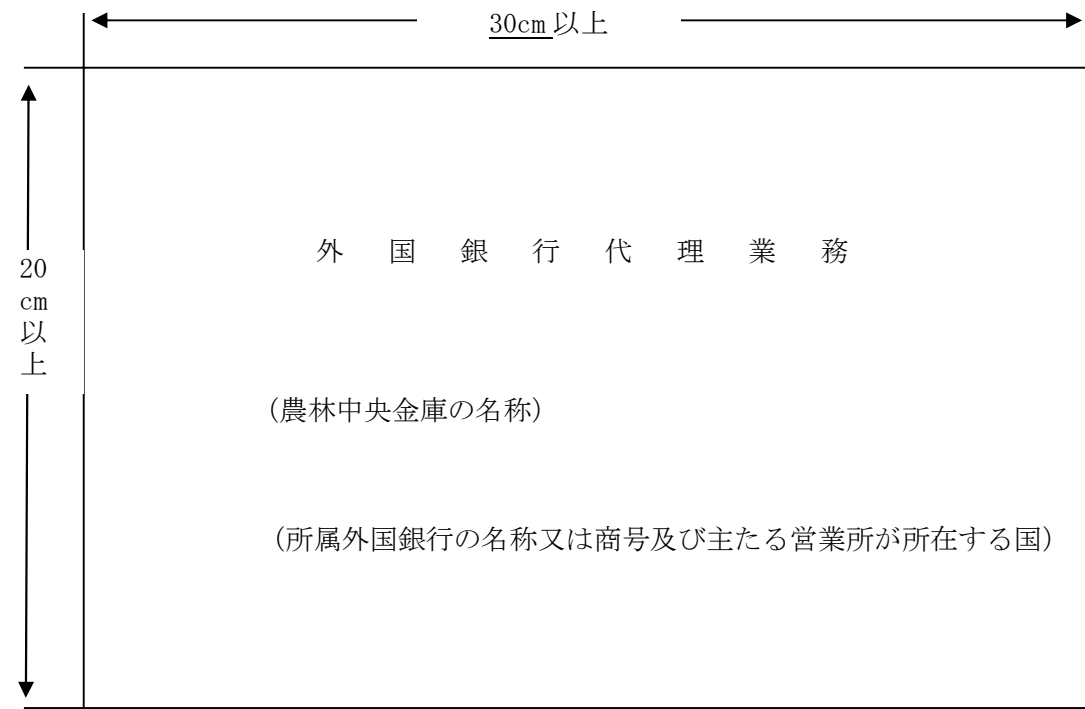 30cm以上
20
cm
以
上
外国銀行代理業務
(農林中央金庫の名称)
(所属外国銀行の名称又は商号及び主たる営業所が所在する国)